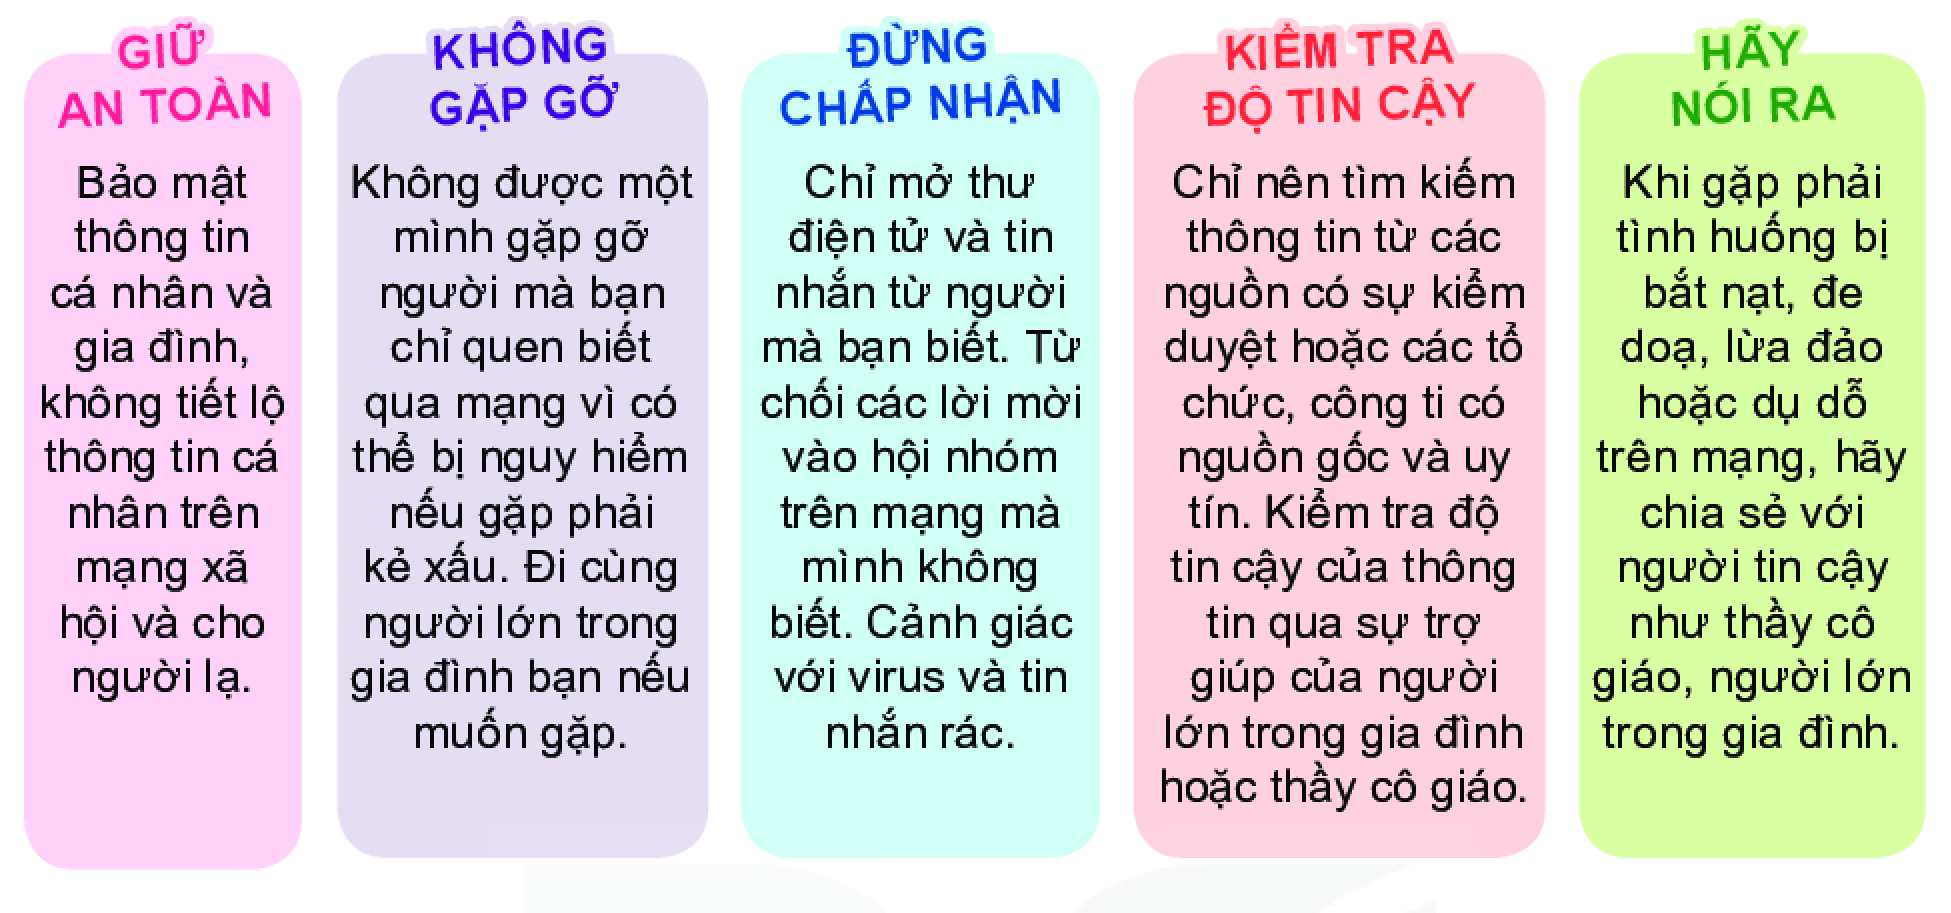 GIỮ
AN TOÀN
Bảo mật
thông tin
cá nhân và
gia đình,
không tiết lộ
thông tin cá
nhân trên
mạng xã
hội và cho
người lạ.
KHÔNG
GẶP GỠ
Không được một
mình gặp gỡ
người mà bạn
chỉ quen biết
qua mạng vì có
thể bị nguy hiểm
nếu gặp phải
kẻ xấu. Đi cùng
người lớn trong
gia đình bạn nếu
muốn gặp.
ĐỪNG
CHẤP NHẬN
Chỉ mở thư
điện tử và tin
nhắn từ người
mà bạn biết. Từ
chối các lời mời
vào hội nhóm
trên mạng mà
mình không
biết. Cảnh giác
với virus và tin
nhắn rác.
KIỂM TRA
ĐỘ TIN CẬY
Chỉ nên tìm kiếm
thông tin từ các
nguồn có sự kiểm
duyệt hoặc các tổ
chức, công ti có
nguồn gốc và uy
tín. Kiểm tra độ
tin cậy của thông
tin qua sự trợ
giúp của người
lớn trong gia đình
hoặc thầy cô giáo.
HÃY
NÓI RA
Khi gặp phải
tình huống bị
bắt nạt, đe
doạ, lừa đảo
hoặc dụ dỗ
trên mạng, hãy
chia sẻ với
người tin cậy
như thầy cô
giáo, người lớn
trong gia đình.